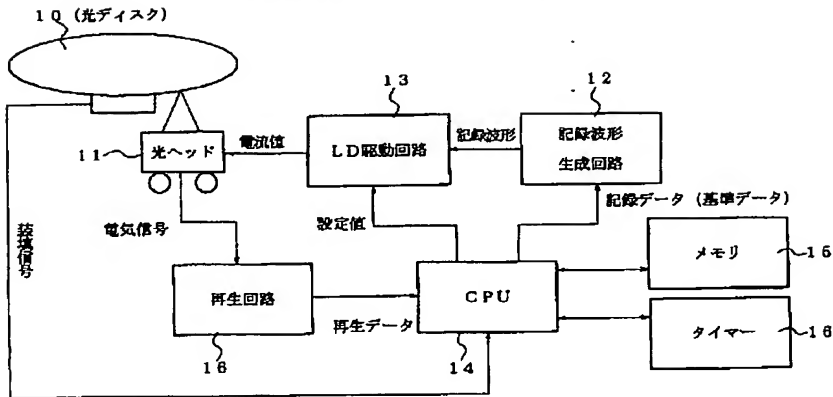 10 (光ディスク)
13
12
11
光ヘッド
電流値
LD駆動回路
記録波形
記録波形
生成回路
装填信号
電気信号
設定値
記録データ (基準データ)
メモリ
15
再生回路
再生データ
CPU
タイマー
16
16
14